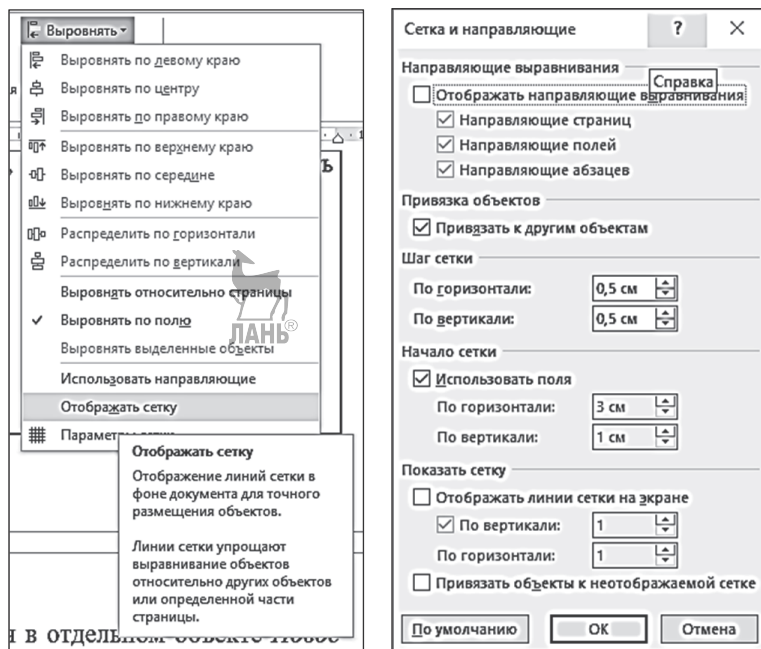 Выровнять
Выровнять по левому краю
Выровнять по центру
Выровнять по правому краю
Выровнять по верхнему краю
Выровнять по середине
Выровнять по нижнему краю
Распределить по горизонтали
Распределить по вертикали
Выровнять относительно страницы
Выровнять по полю
Выровнять выделенные объекты
Использовать направляющие
Отображать сетку
Параметры сетки
Отображать сетку
Отображение линий сетки в
фоне документа для точного
размещения объектов.
Линии сетки упрощают
выравнивание объектов
относительно других объектов
или определенной части
страницы.
я в отдельном объекте
ЛАНЬ®
Сетка и направляющие ?
Направляющие выравнивания
Справка
Отображать направляющие выравнивания
Направляющие страниц
Направляющие полей
Направляющие абзацев
Привязка объектов
Привязать к другим объектам
Шаг сетки
По горизонтали: 0,5 см
По вертикали: 0,5 см
Начало сетки
Использовать поля
По горизонтали: 3 см
По вертикали: 1 см
Показать сетку
Отображать линии сетки на экране
По вертикали: 1
По горизонтали: 1
Привязать объекты к неотображаемой сетке
По умолчанию ОК Отмена